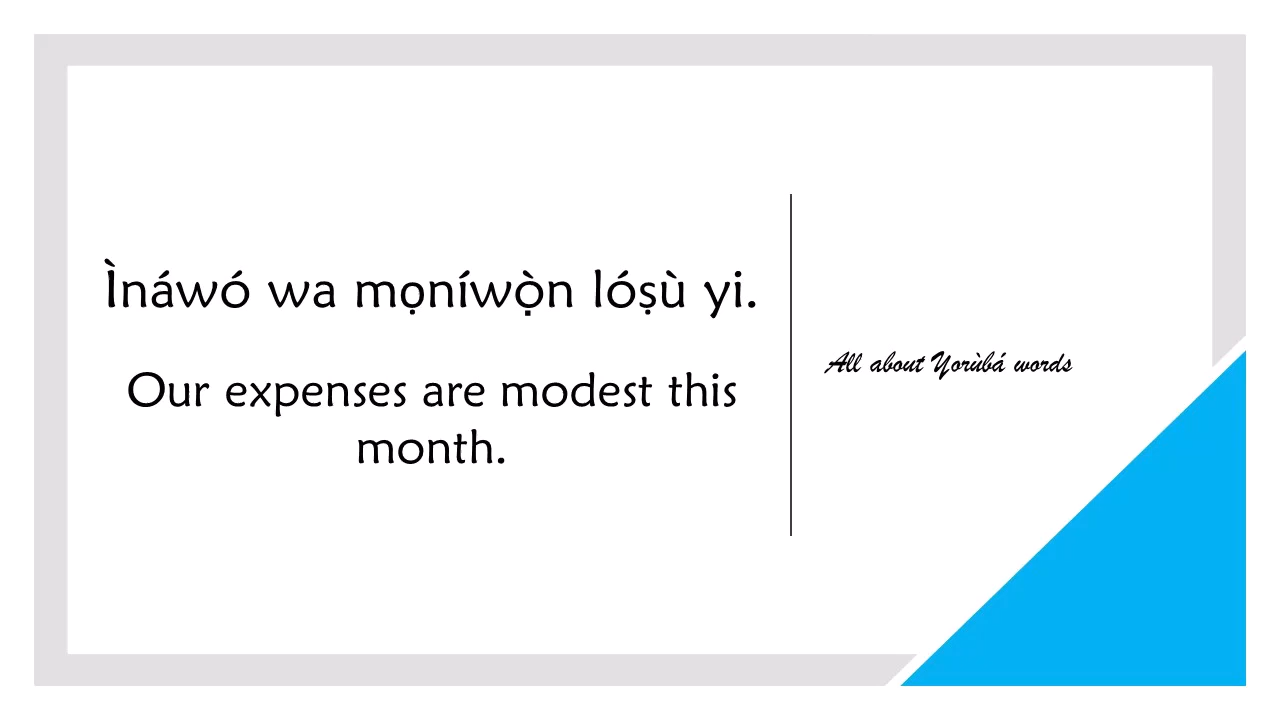 Ìnáwó wa mọníwọ̀n lóṣù yi.
Our expenses are modest this
month.
All about Yorùbá words